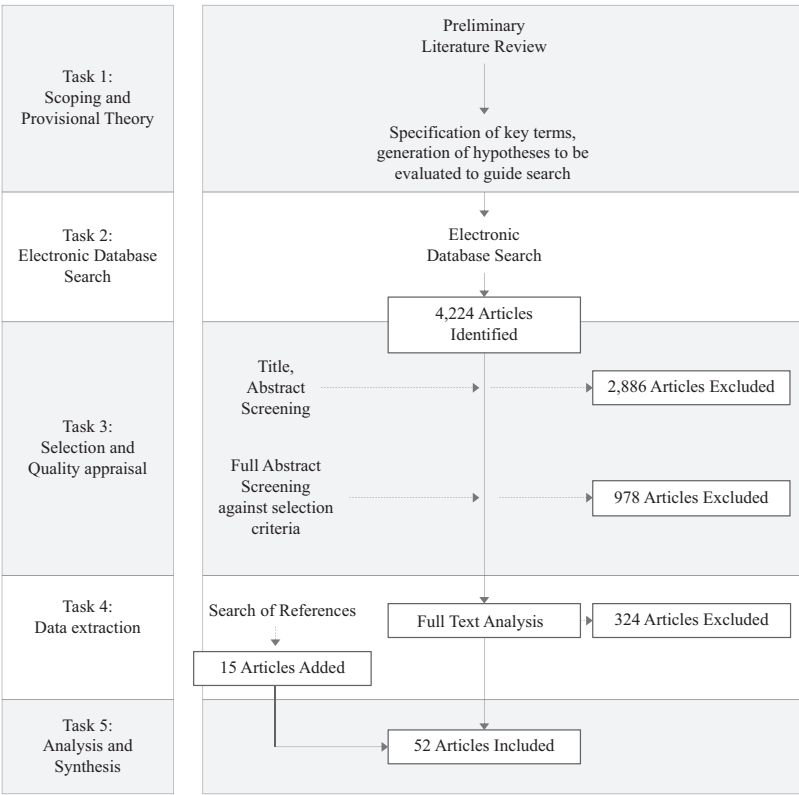 Task 1:
Scoping and
Provisional Theory
Preliminary
Literature Review
Specification of key terms,
generation of hypotheses to be
evaluated to guide search
Task 2:
Electronic Database
Search
Electronic
Database Search
4,224 Articles
Identified
Task 3:
Selection and
Quality appraisal
Title,
Abstract
Screening
2,886 Articles Excluded
Full Abstract
Screening
against selection
criteria
978 Articles Excluded
Task 4:
Data extraction
Search of References
15 Articles Added
Full Text Analysis
324 Articles Excluded
Task 5:
Analysis and
Synthesis
52 Articles Included